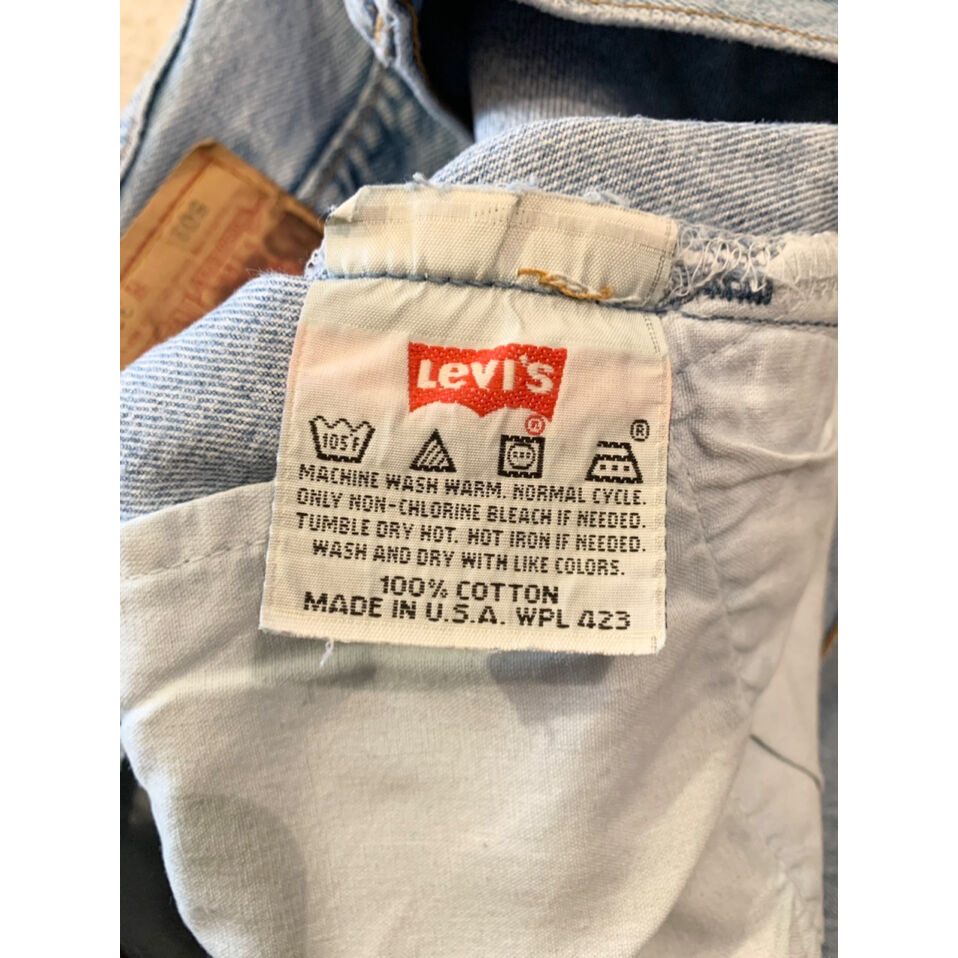 501
Levi's
®
105°F
®
MACHINE WASH WARM. NORMAL CYCLE.
ONLY NON-CHLORINE BLEACH IF NEEDED.
TUMBLE DRY HOT. HOT IRON IF NEEDED.
WASH AND DRY WITH LIKE COLORS.
100% COTTON
MADE IN U.S.A. WPL 423